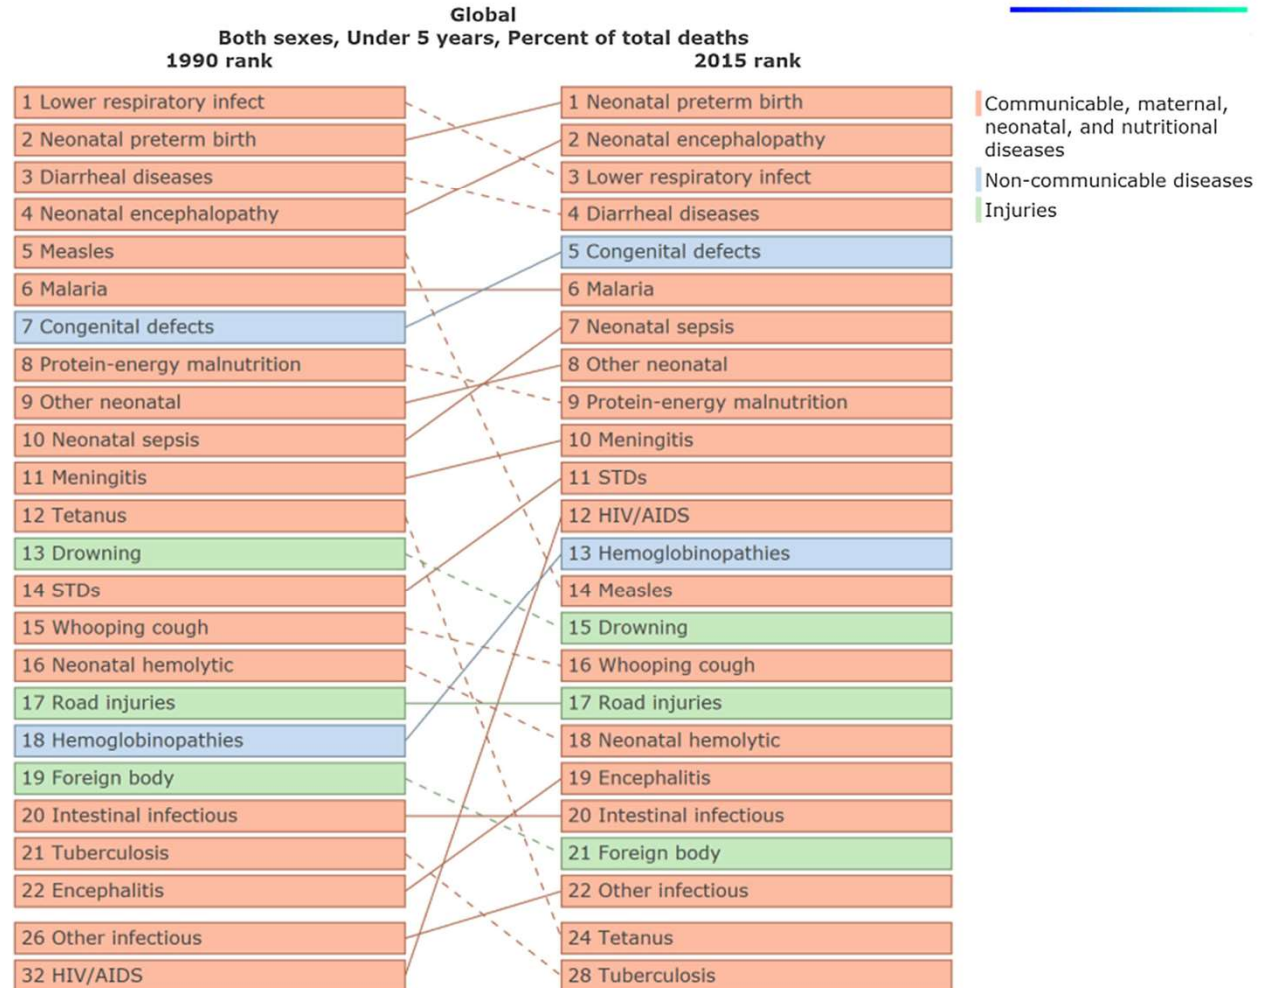 Global
Both sexes, Under 5 years, Percent of total deaths
1990 rank
2015 rank
1 Lower respiratory infect
2 Neonatal preterm birth
3 Diarrheal diseases
4 Neonatal encephalopathy
5 Measles
6 Malaria
7 Congenital defects
8 Protein-energy malnutrition
9 Other neonatal
10 Neonatal sepsis
11 Meningitis
12 Tetanus
13 Drowning
14 STDs
15 Whooping cough
16 Neonatal hemolytic
17 Road injuries
18 Hemoglobinopathies
19 Foreign body
20 Intestinal infectious
21 Tuberculosis
22 Encephalitis
26 Other infectious
32 HIV/AIDS
1 Neonatal preterm birth
2 Neonatal encephalopathy
3 Lower respiratory infect
4 Diarrheal diseases
5 Congenital defects
6 Malaria
7 Neonatal sepsis
8 Other neonatal
9 Protein-energy malnutrition
10 Meningitis
11 STDs
12 HIV/AIDS
13 Hemoglobinopathies
14 Measles
15 Drowning
16 Whooping cough
17 Road injuries
18 Neonatal hemolytic
19 Encephalitis
20 Intestinal infectious
21 Foreign body
22 Other infectious
24 Tetanus
28 Tuberculosis
Communicable, maternal,
neonatal, and nutritional
diseases
Non-communicable diseases
Injuries